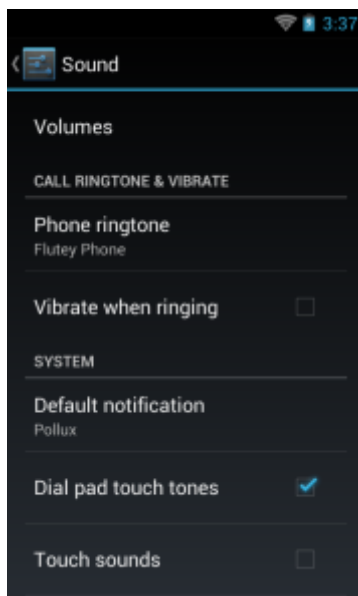 3:37
Sound
Volumes
CALL RINGTONE & VIBRATE
Phone ringtone
Flutey Phone
Vibrate when ringing
SYSTEM
Default notification
Pollux
Dial pad touch tones
Touch sounds